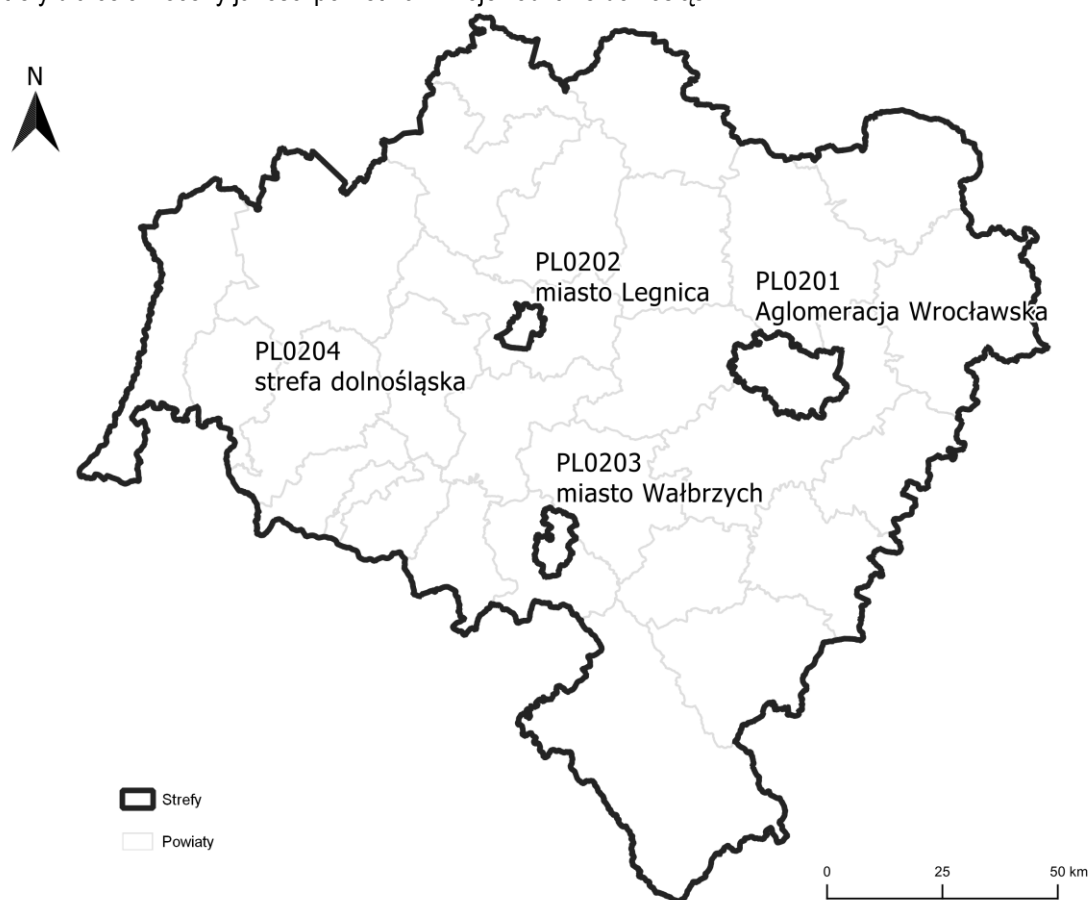 N
PL0202
miasto Legnica
PL0201
Aglomeracja Wrocławska
PL0204
strefa dolnośląska
PL0203
miasto Wałbrzych
Strefy
Powiaty
0 25 50 km